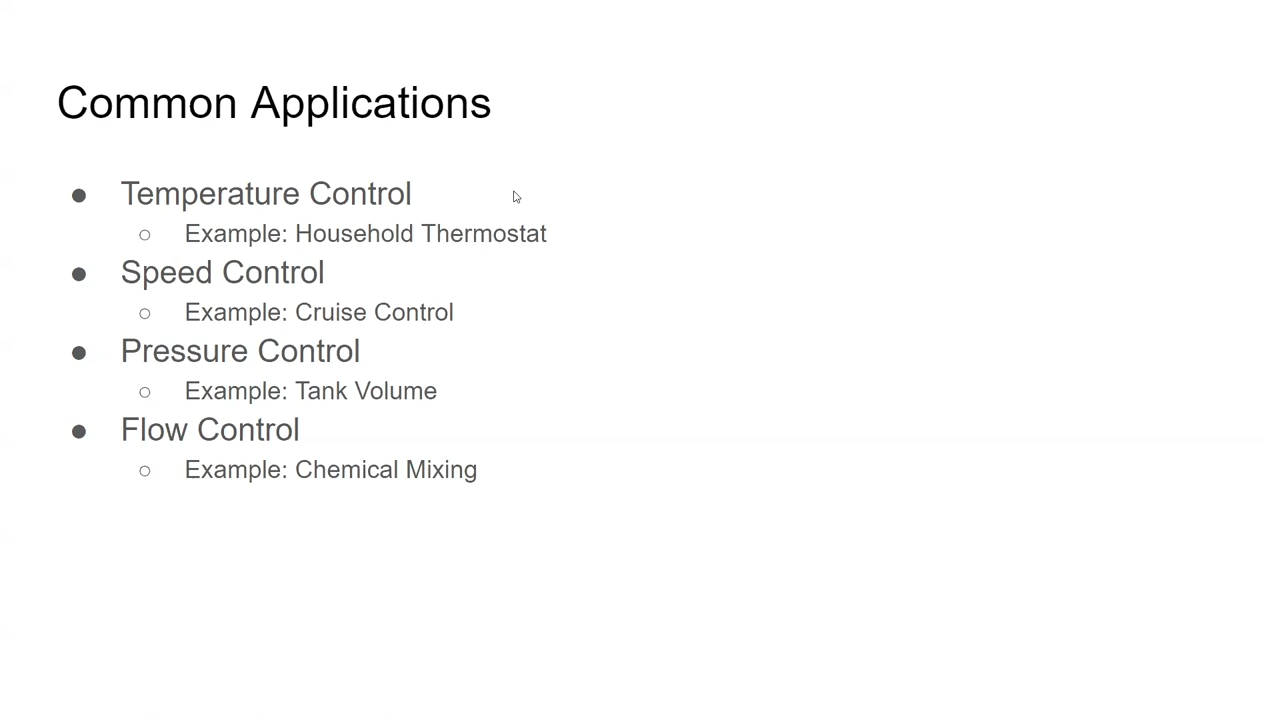 Common Applications
● Temperature Control
○ Example: Household Thermostat
● Speed Control
○ Example: Cruise Control
● Pressure Control
○ Example: Tank Volume
● Flow Control
○ Example: Chemical Mixing